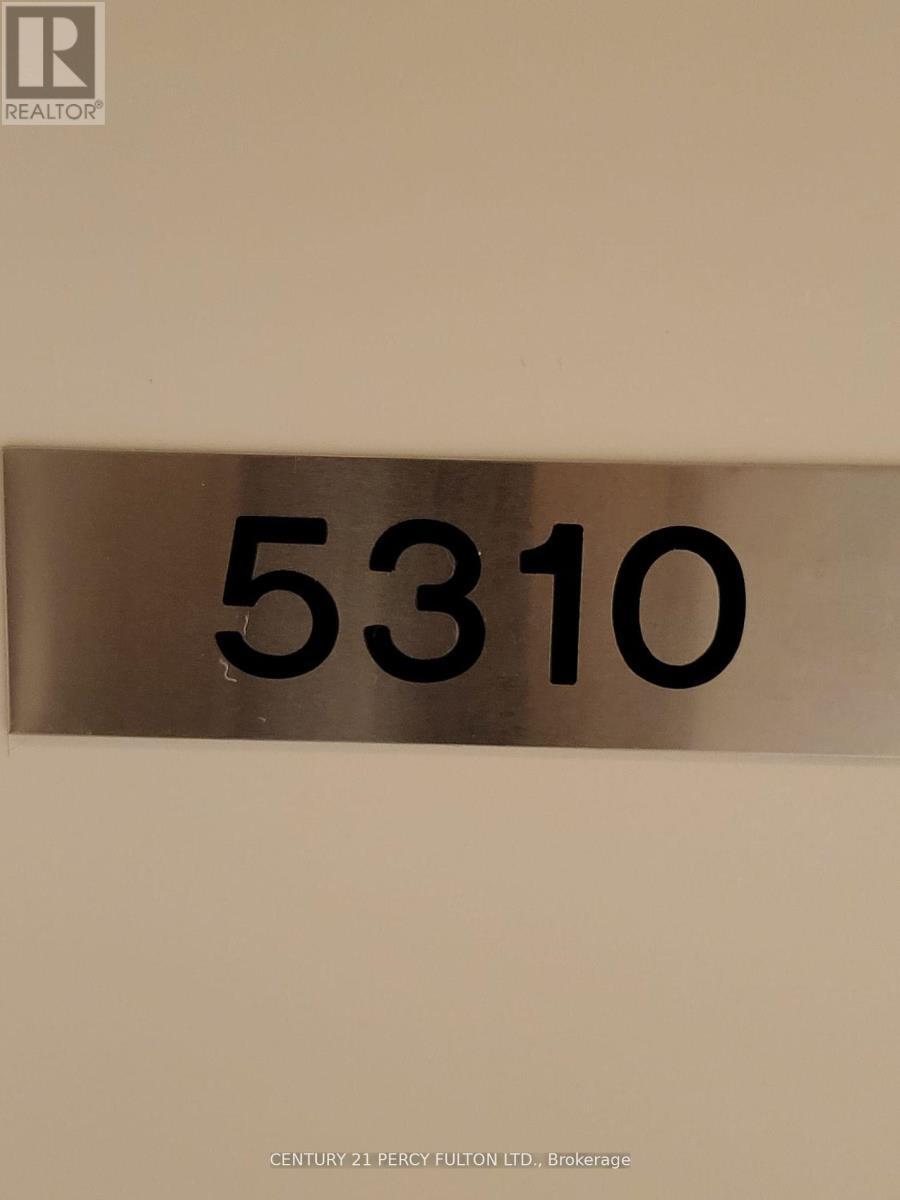 R
REALTOR®
5310
CENTURY 21 PERCY FULTON LTD., Brokerage